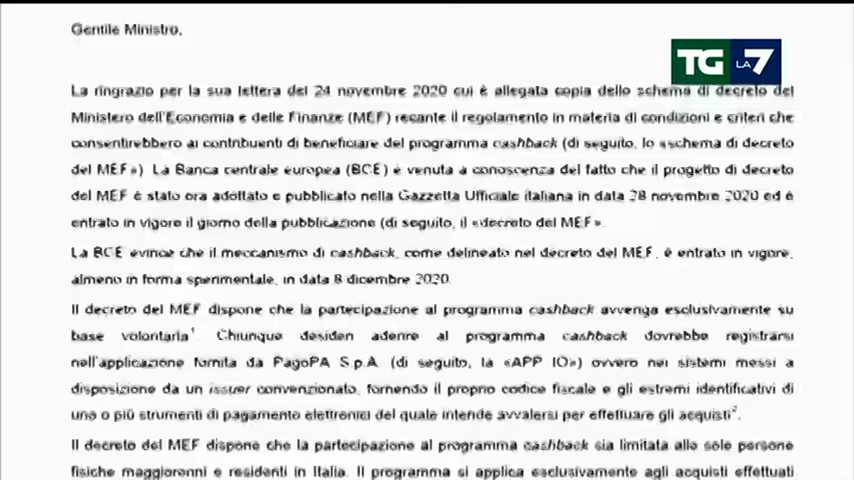 Gentile Ministro,
TG LA7
La ringrazio per la sua lettera del 24 novembre 2020 cui è allegata copia dello schema di decreto del
Ministero dell'Economia e delle Finanze (MEF) recante il regolamento in materia di condizioni e criteri che
consentirebbero ai contribuenti di beneficiare del programma cashback (di seguito, lo «schema di decreto
del MEF»). La Banca centrale europea (BCE) è venuta a conoscenza del fatto che il progetto di decreto
del MEF è stato ora adottato e pubblicato nella Gazzetta Ufficiale italiana in data 28 novembre 2020 ed è
entrato in vigore il giorno della pubblicazione (di seguito, il «decreto del MEF».
La BCE evince che il meccanismo di cashback, come delineato nel decreto del MEF, è entrato in vigore,
almeno in forma sperimentale, in data 8 dicembre 2020.
Il decreto del MEF dispone che la partecipazione al programma cashback avvenga esclusivamente su
base volontaria¹. Chiunque desideri aderire al programma cashback dovrebbe registrarsi
nell'applicazione fornita da PagoPA S.p.A. (di seguito, la «APP IO») ovvero nei sistemi messi a
disposizione da un issuer convenzionato, fornendo il proprio codice fiscale e gli estremi identificativi di
uno o più strumenti di pagamento elettronici del quale intende avvalersi per effettuare gli acquisti².
Il decreto del MEF dispone che la partecipazione al programma cashback sia limitata alle sole persone
fisiche maggiorenni e residenti in Italia. Il programma si applica esclusivamente agli acquisti effettuati